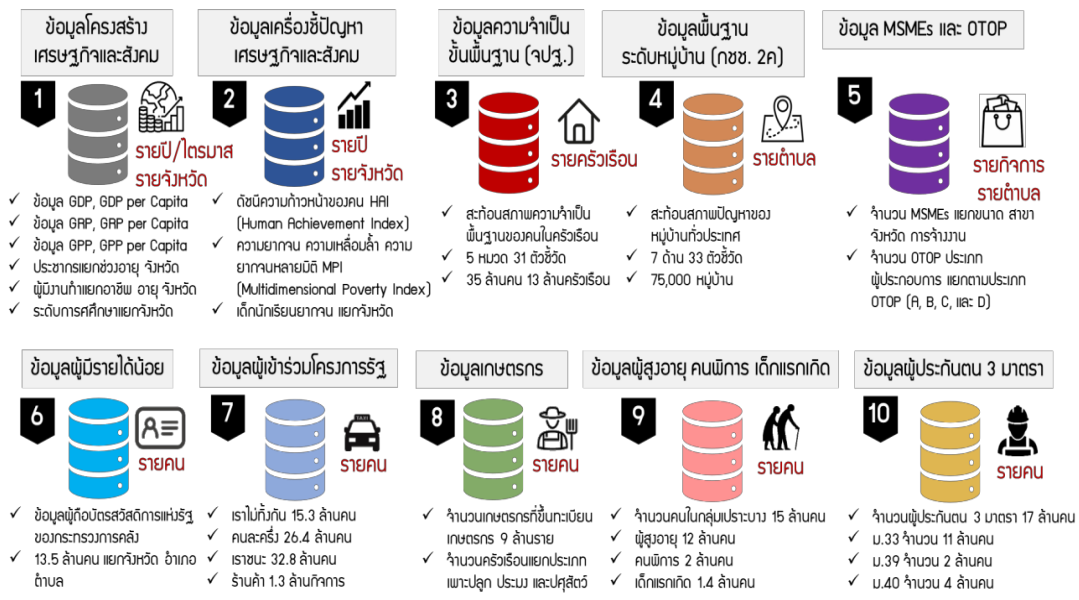 ข้อมูลโครงสร้าง
เศรษฐกิจและสังคม
1
รายปี/ไตรมาส
รายจังหวัด
✓ ข้อมูล GDP, GDP per Capita
✓ ข้อมูล GRP, GRP per Capita
✓ ข้อมูล GPP, GPP per Capita
✓ ประชากรแยกช่วงอายุ จังหวัด
✓ ผู้มีงานทำแยกอาชีพ อายุ จังหวัด
✓ ระดับการศึกษาแยกจังหวัด
ข้อมูลเครื่องชี้ปัญหา
เศรษฐกิจและสังคม
2
รายปี
รายจังหวัด
✓ ดัชนีความก้าวหน้าของคน HAI
(Human Achievement Index)
✓ ความยากจน ความเหลื่อมล้ำ ความ
ยากจนหลายมิติ MPI
(Multidimensional Poverty Index)
✓ เด็กนักเรียนยากจน แยกจังหวัด
ข้อมูลความจำเป็น
ขั้นพื้นฐาน (จปฐ.)
3
รายครัวเรือน
✓ สะท้อนสภาพความจำเป็น
พื้นฐานของคนในครัวเรือน
✓ 5 หมวด 31 ตัวชี้วัด
✓ 35 ล้านคน 13 ล้านครัวเรือน
ข้อมูลพื้นฐาน
ระดับหมู่บ้าน (กชช. 2ค)
4
รายตำบล
✓ สะท้อนสภาพปัญหาของ
หมู่บ้านทั่วประเทศ
✓ 7 ด้าน 33 ตัวชี้วัด
✓ 75,000 หมู่บ้าน
ข้อมูล MSMEs และ OTOP
5
รายกิจการ
รายตำบล
✓ จำนวน MSMEs แยกขนาด สาขา
จังหวัด การจ้างงาน
✓ จำนวน OTOP ประเภท
ผู้ประกอบการ แยกตามประเภท
OTOP (A, B, C, และ D)
ข้อมูลผู้มีรายได้น้อย
6
รายคน
✓ ข้อมูลผู้ถือบัตรสวัสดิการแห่งรัฐ
ของกระทรวงการคลัง
✓ 13.5 ล้านคน แยกจังหวัด อำเภอ
ตำบล
ข้อมูลผู้เข้าร่วมโครงการรัฐ
7
TAXI
รายคน
✓ เราไม่ทิ้งกัน 15.3 ล้านคน
✓ คนละครึ่ง 26.4 ล้านคน
✓ เราชนะ 32.8 ล้านคน
✓ ร้านค้า 1.3 ล้านกิจการ
ข้อมูลเกษตรกร
8
รายคน
✓ จำนวนเกษตรกรที่ขึ้นทะเบียน
เกษตรกร 9 ล้านราย
✓ จำนวนครัวเรือนแยกประเภท
เพาะปลูก ประมง และปศุสัตว์
ข้อมูลผู้สูงอายุ คนพิการ เด็กแรกเกิด
9
รายคน
✓ จำนวนคนในกลุ่มเปราะบาง 15 ล้านคน
✓ ผู้สูงอายุ 12 ล้านคน
✓ คนพิการ 2 ล้านคน
✓ เด็กแรกเกิด 1.4 ล้านคน
ข้อมูลผู้ประกันตน 3 มาตรา
10
รายคน
✓ จำนวนผู้ประกันตน 3 มาตรา 17 ล้านคน
✓ ม.33 จำนวน 11 ล้านคน
✓ ม.39 จำนวน 2 ล้านคน
✓ ม.40 จำนวน 4 ล้านคน